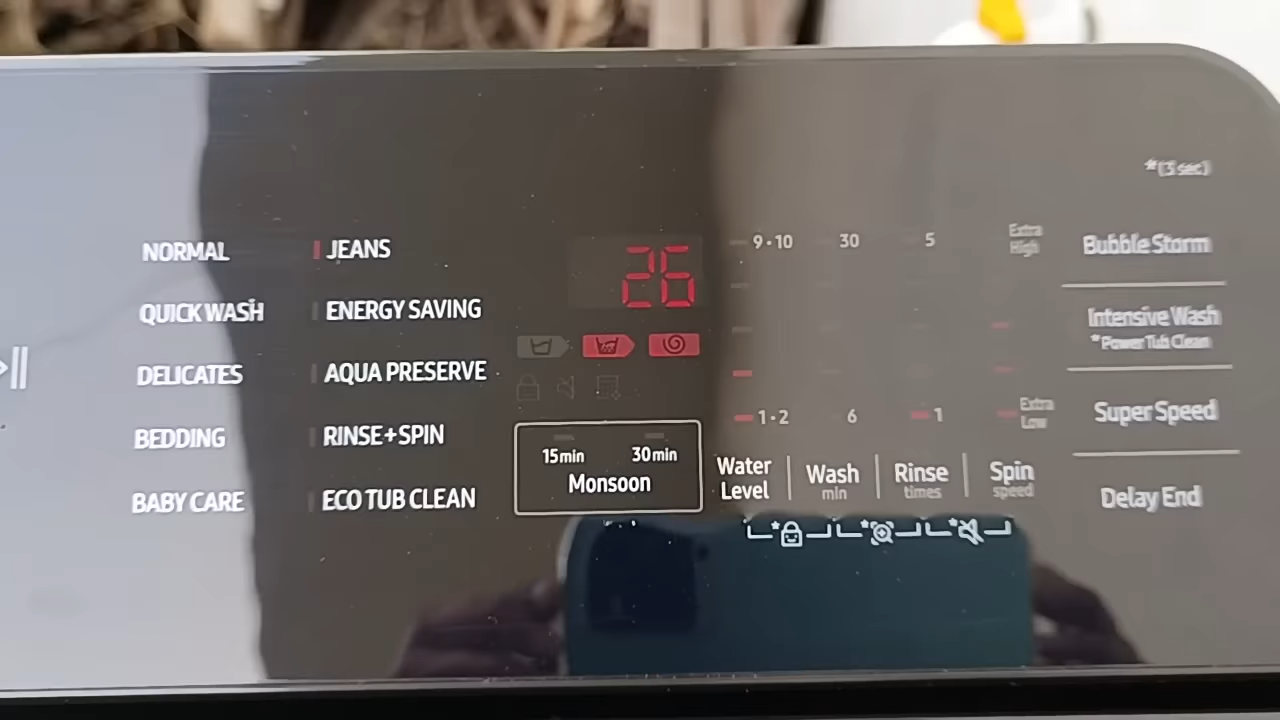 *(3 sec)
NORMAL
QUICK WASH
DELICATES
BEDDING
BABY CARE
JEANS
ENERGY SAVING
AQUA PRESERVE
RINSE+SPIN
ECO TUB CLEAN
26
15min 30min
Monsoon
9•10 30 5 Extra
High
1•2 6 1 Extra
Low
Water
Level
Wash
min
Rinse
times
Spin
speed
Bubble Storm
Intensive Wash
*Power Tub Clean
Super Speed
Delay End